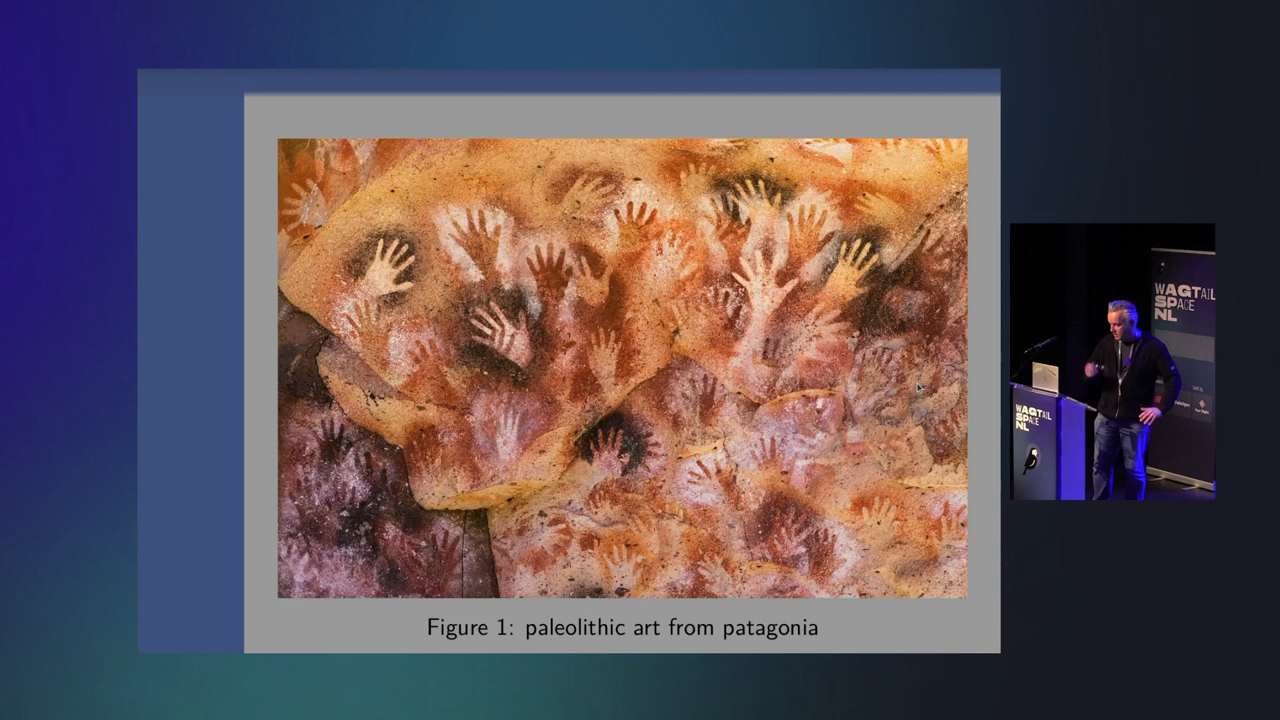 Figure 1: paleolithic art from patagonia
WAGTAIL
SPACE
NL
WAGTAIL
SPACE
NL